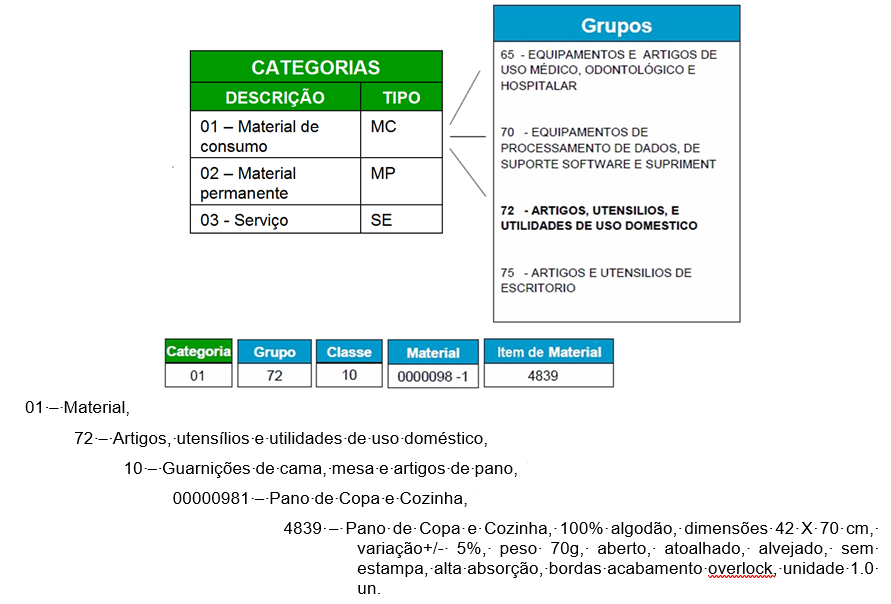 CATEGORIAS
DESCRIÇÃO TIPO
01 – Material de MC
consumo
02 – Material MP
permanente
03 - Serviço SE
Grupos
65 - EQUIPAMENTOS E ARTIGOS DE
USO MÉDICO, ODONTOLÓGICO E
HOSPITALAR
70 - EQUIPAMENTOS DE
PROCESSAMENTO DE DADOS, DE
SUPORTE SOFTWARE E SUPRIMENT
72 - ARTIGOS, UTENSILIOS, E
UTILIDADES DE USO DOMESTICO
75 - ARTIGOS E UTENSILIOS DE
ESCRITORIO
Categoria Grupo Classe Material Item de Material
01 72 10 0000098 -1 4839
01 – Material,
72 – Artigos, utensílios e utilidades de uso doméstico,
10 – Guarnições de cama, mesa e artigos de pano,
00000981 – Pano de Copa e Cozinha,
4839 – Pano de Copa e Cozinha, 100% algodão, dimensões 42 X 70 cm,
variação+/- 5%, peso 70g, aberto, atoalhado, alvejado, sem
estampa, alta absorção, bordas acabamento overlock, unidade 1.0
un.